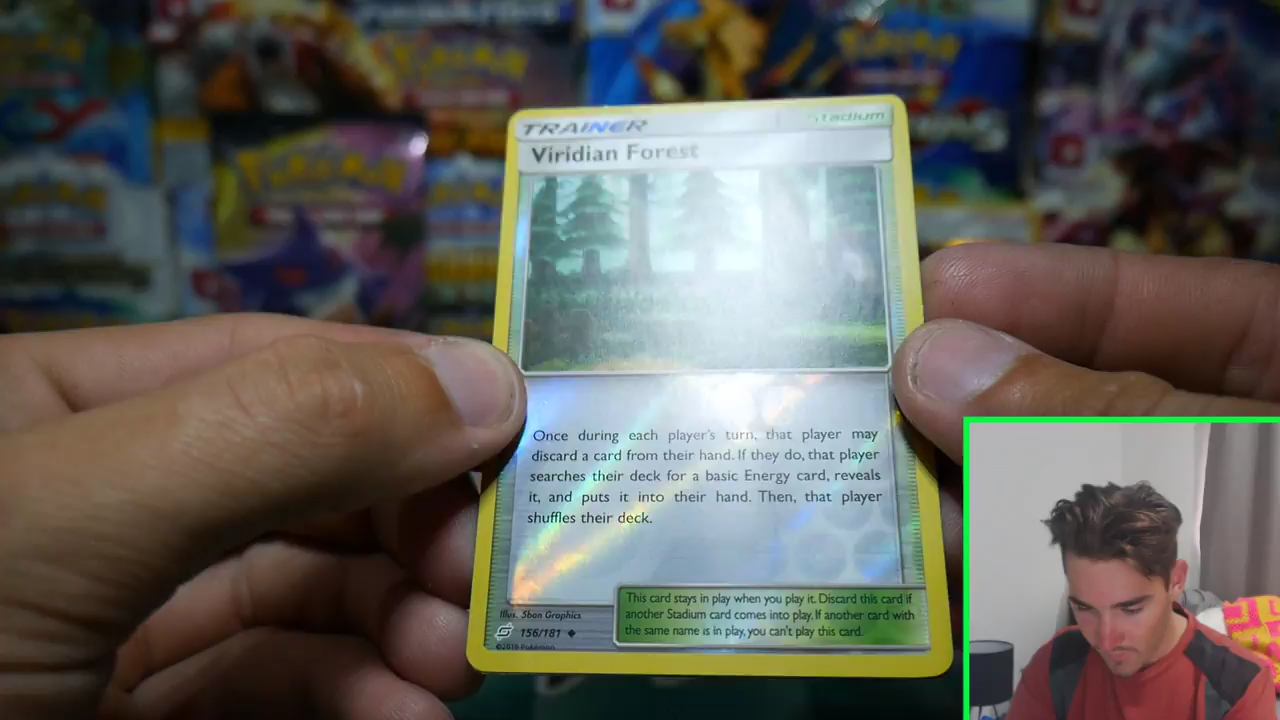 TRAINER
Stadium
Viridian Forest
Once during each player's turn, that player may
discard a card from their hand. If they do, that player
searches their deck for a basic Energy card, reveals
it, and puts it into their hand. Then, that player
shuffles their deck.
This card stays in play when you play it. Discard this card if
another Stadium card comes into play. If another card with
the same name is in play, you can't play this card.
Illus. 5ban Graphics
156/181
©2019 Pokémon